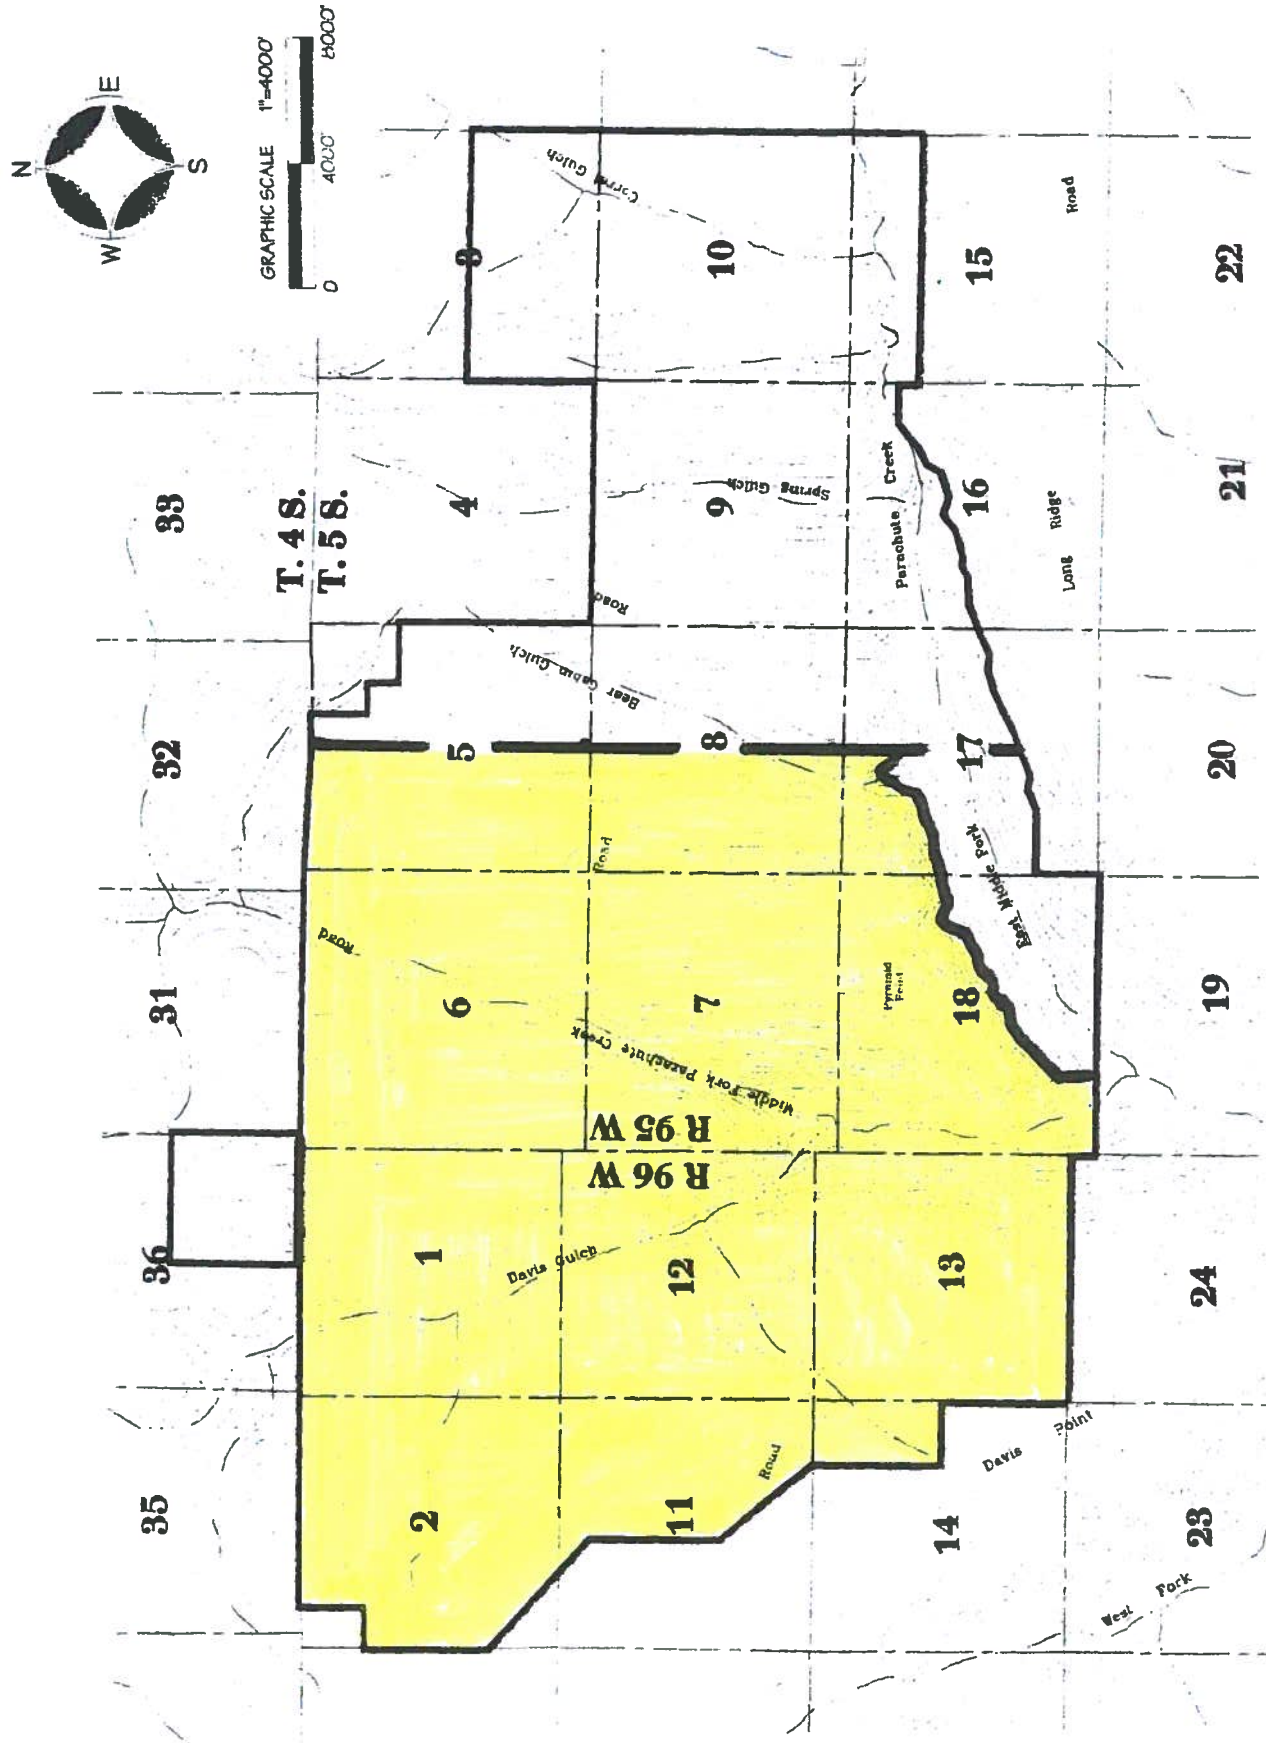 N
W
E
S
GRAPHIC SCALE 1"=4000'
0
4000'
8000'
35
36
31
32
33
T. 4 S.
T. 5 S.
2
1
6
5
4
3
Road
Davis Gulch
Middle Fork Parachute Creek
Road
Bear Cabin Gulch
Road
Corral Gulch
R 95 W
R 96 W
11
12
7
8
9
10
Road
Spring Gulch
Parachute Creek
Pyramid Point
14
13
18
17
16
15
East Middle Fork
Davis Point
Long Ridge
Road
West Fork
23
24
19
20
21
22